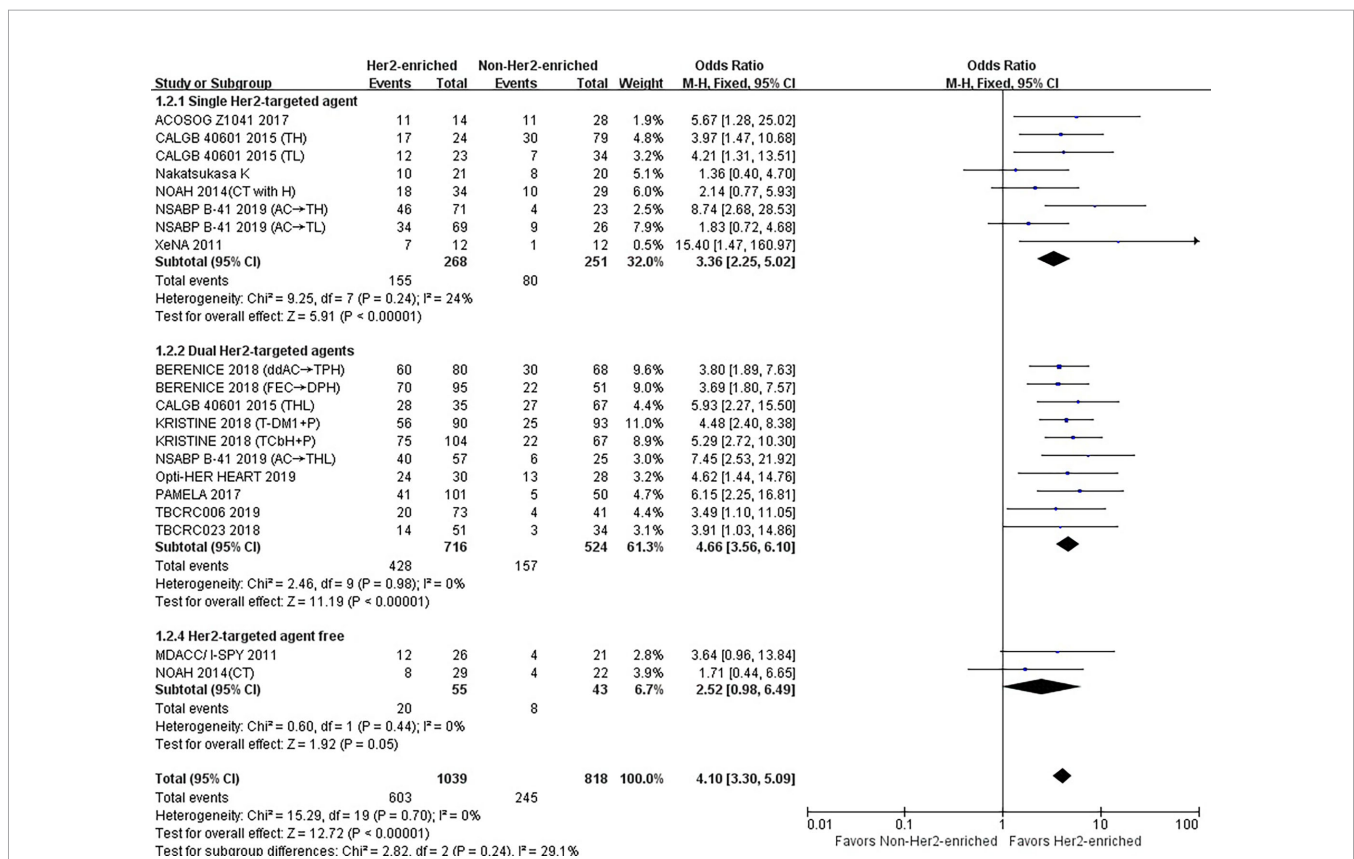 Her2-enriched Non-Her2-enriched Odds Ratio Odds Ratio
Study or Subgroup Events Total Events Total Weight M-H, Fixed, 95% CI M-H, Fixed, 95% CI
1.2.1 Single Her2-targeted agent
ACOSOG Z1041 2017 11 14 11 28 1.9% 5.67 [1.28, 25.02]
CALGB 40601 2015 (TH) 17 24 30 79 4.8% 3.97 [1.47, 10.68]
CALGB 40601 2015 (TL) 12 23 7 34 3.2% 4.21 [1.31, 13.51]
Nakatsukasa K 10 21 8 20 5.1% 1.36 [0.40, 4.70]
NOAH 2014(CT with H) 18 34 10 29 6.0% 2.14 [0.77, 5.93]
NSABP B-41 2019 (AC→TH) 46 71 4 23 2.5% 8.74 [2.68, 28.53]
NSABP B-41 2019 (AC→TL) 34 69 9 26 7.9% 1.83 [0.72, 4.68]
XeNA 2011 7 12 1 12 0.5% 15.40 [1.47, 160.97]
Subtotal (95% CI) 268 251 32.0% 3.36 [2.25, 5.02]
Total events 155 80
Heterogeneity: Chi² = 9.25, df = 7 (P = 0.24); I² = 24%
Test for overall effect: Z = 5.91 (P < 0.00001)
1.2.2 Dual Her2-targeted agents
BERENICE 2018 (ddAC→TPH) 60 80 30 68 9.6% 3.80 [1.89, 7.63]
BERENICE 2018 (FEC→DPH) 70 95 22 51 9.0% 3.69 [1.80, 7.57]
CALGB 40601 2015 (THL) 28 35 27 67 4.4% 5.93 [2.27, 15.50]
KRISTINE 2018 (T-DM1+P) 56 90 25 93 11.0% 4.48 [2.40, 8.38]
KRISTINE 2018 (TCbH+P) 75 104 22 67 8.9% 5.29 [2.72, 10.30]
NSABP B-41 2019 (AC→THL) 40 57 6 25 3.0% 7.45 [2.53, 21.92]
Opti-HER HEART 2019 24 30 13 28 3.2% 4.62 [1.44, 14.76]
PAMELA 2017 41 101 5 50 4.7% 6.15 [2.25, 16.81]
TBCRC006 2019 20 73 4 41 4.4% 3.49 [1.10, 11.05]
TBCRC023 2018 14 51 3 34 3.1% 3.91 [1.03, 14.86]
Subtotal (95% CI) 716 524 61.3% 4.66 [3.56, 6.10]
Total events 428 157
Heterogeneity: Chi² = 2.46, df = 9 (P = 0.98); I² = 0%
Test for overall effect: Z = 11.19 (P < 0.00001)
1.2.4 Her2-targeted agent free
MDACC/ I-SPY 2011 12 26 4 21 2.8% 3.64 [0.96, 13.84]
NOAH 2014(CT) 8 29 4 22 3.9% 1.71 [0.44, 6.65]
Subtotal (95% CI) 55 43 6.7% 2.52 [0.98, 6.49]
Total events 20 8
Heterogeneity: Chi² = 0.60, df = 1 (P = 0.44); I² = 0%
Test for overall effect: Z = 1.92 (P = 0.05)
Total (95% CI) 1039 818 100.0% 4.10 [3.30, 5.09]
Total events 603 245
Heterogeneity: Chi² = 15.29, df = 19 (P = 0.70); I² = 0%
0.01 0.1 1 10 100
Test for overall effect: Z = 12.72 (P < 0.00001)
Favors Non-Her2-enriched Favors Her2-enriched
Test for subgroup differences: Chi² = 2.82, df = 2 (P = 0.24), I² = 29.1%